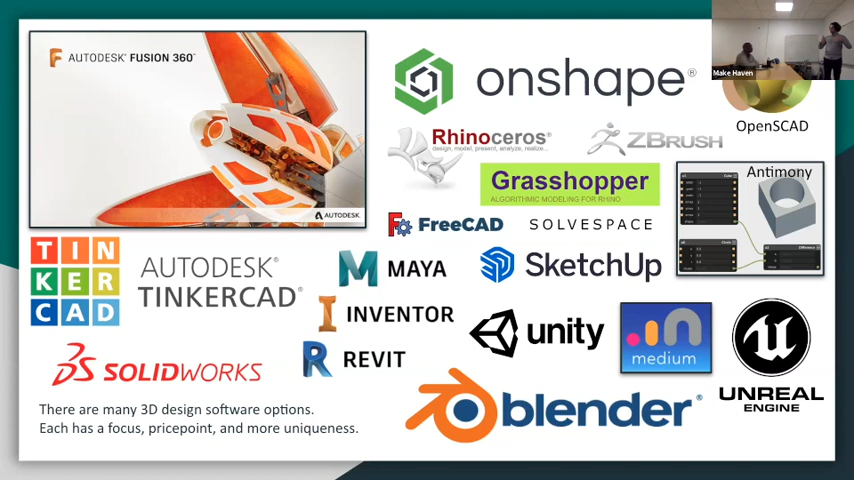 AUTODESK® FUSION 360™
AUTODESK
onshape®
Make Haven
OpenSCAD
Rhinoceros®
design, model, present, analyze, realize...
ZBRUSH
Grasshopper
ALGORITHMIC MODELING FOR RHINO
Antimony
FreeCAD
SOLVESPACE
TIN
KER
CAD
AUTODESK®
TINKERCAD®
MAYA
SketchUp
INVENTOR
unity
medium
UNREAL
ENGINE
REVIT
SOLIDWORKS
blender®
There are many 3D design software options.
Each has a focus, pricepoint, and more uniqueness.